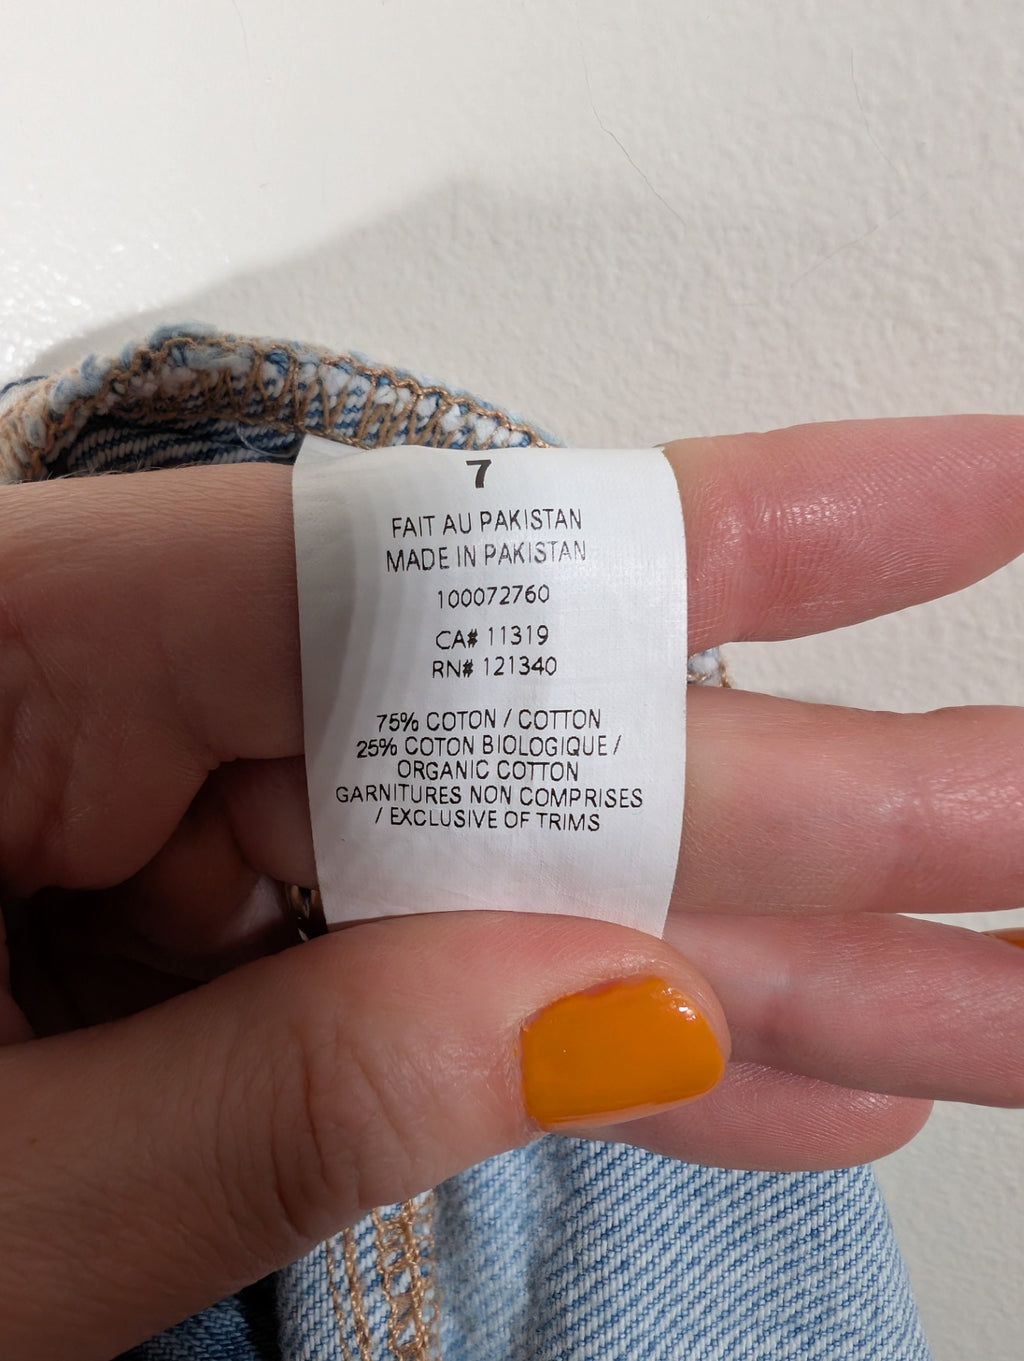 7
FAIT AU PAKISTAN
MADE IN PAKISTAN
100072760
CA# 11319
RN# 121340
75% COTON / COTTON
25% COTON BIOLOGIQUE /
ORGANIC COTTON
GARNITURES NON COMPRISES
/ EXCLUSIVE OF TRIMS